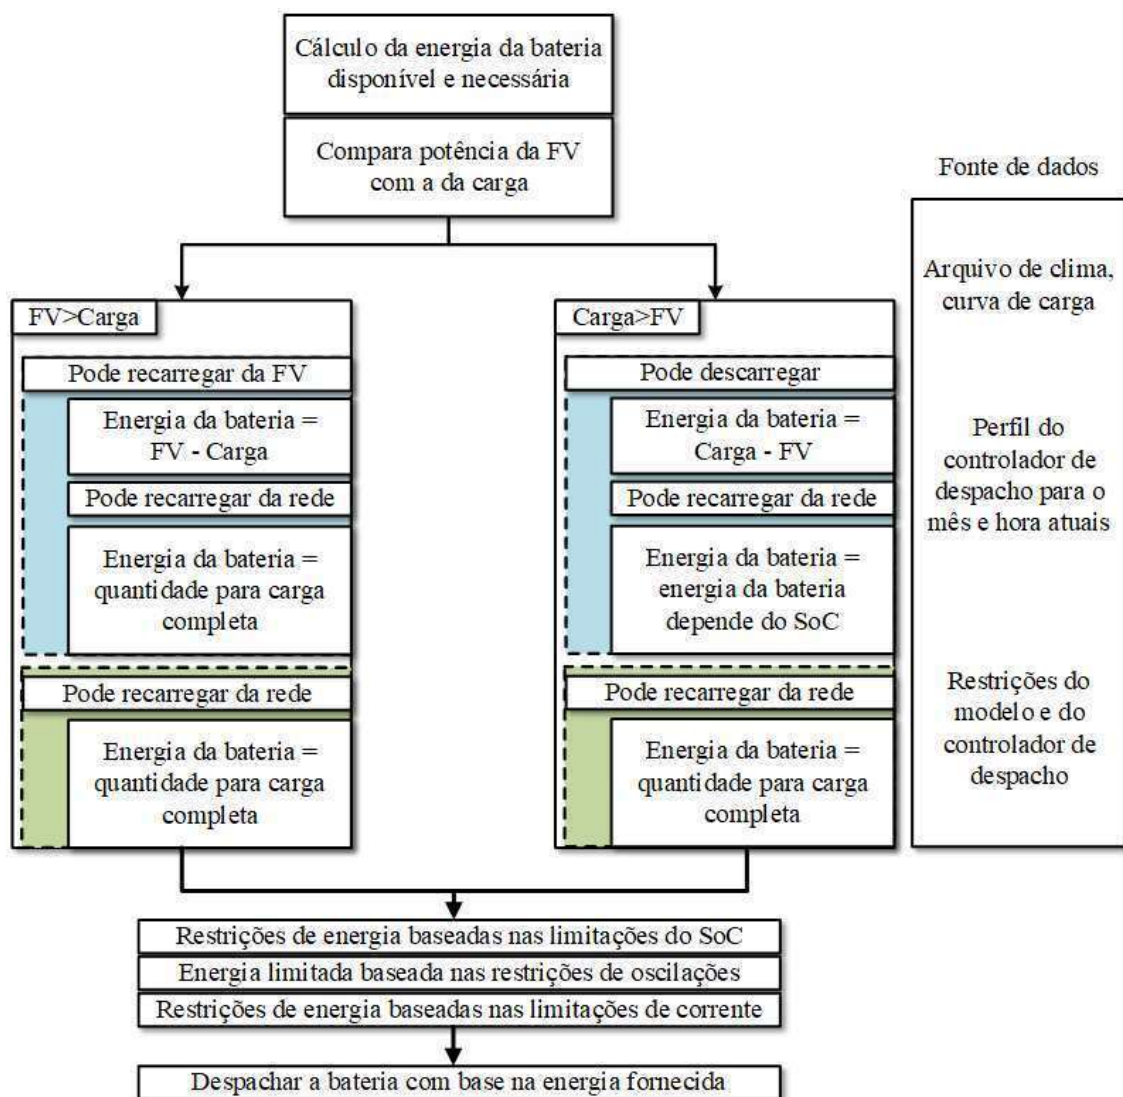 Cálculo da energia da bateria
disponível e necessária
Compara potência da FV
com a da carga
FV>Carga
Pode recarregar da FV
Energia da bateria =
FV - Carga
Pode recarregar da rede
Energia da bateria =
quantidade para carga
completa
Pode recarregar da rede
Energia da bateria =
quantidade para carga
completa
Carga>FV
Pode descarregar
Energia da bateria =
Carga - FV
Pode recarregar da rede
Energia da bateria =
energia da bateria
depende do SoC
Pode recarregar da rede
Energia da bateria =
quantidade para carga
completa
Fonte de dados
Arquivo de clima,
curva de carga
Perfil do
controlador de
despacho para o
mês e hora atuais
Restrições do
modelo e do
controlador de
despacho
Restrições de energia baseadas nas limitações do SoC
Energia limitada baseada nas restrições de oscilações
Restrições de energia baseadas nas limitações de corrente
Despachar a bateria com base na energia fornecida